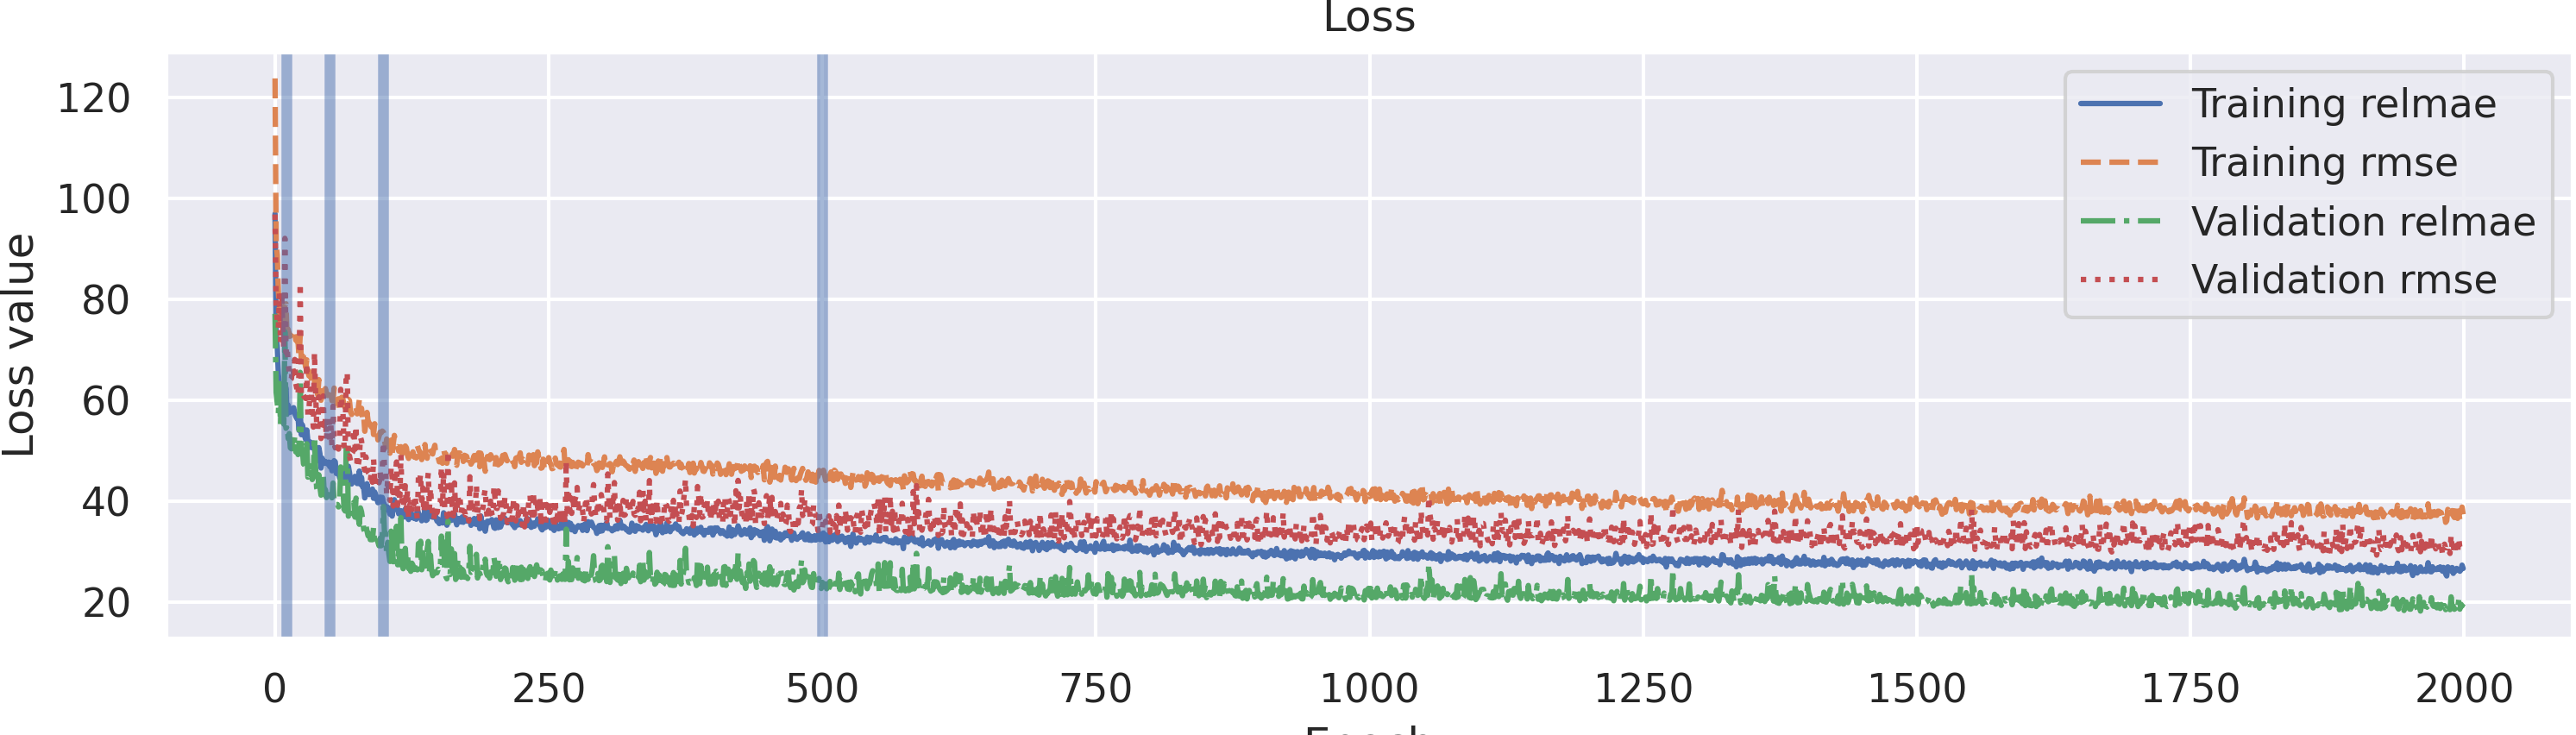 Loss
Loss value
120
100
80
60
40
20
Training relmae
Training rmse
Validation relmae
Validation rmse
0 250 500 750 1000 1250 1500 1750 2000